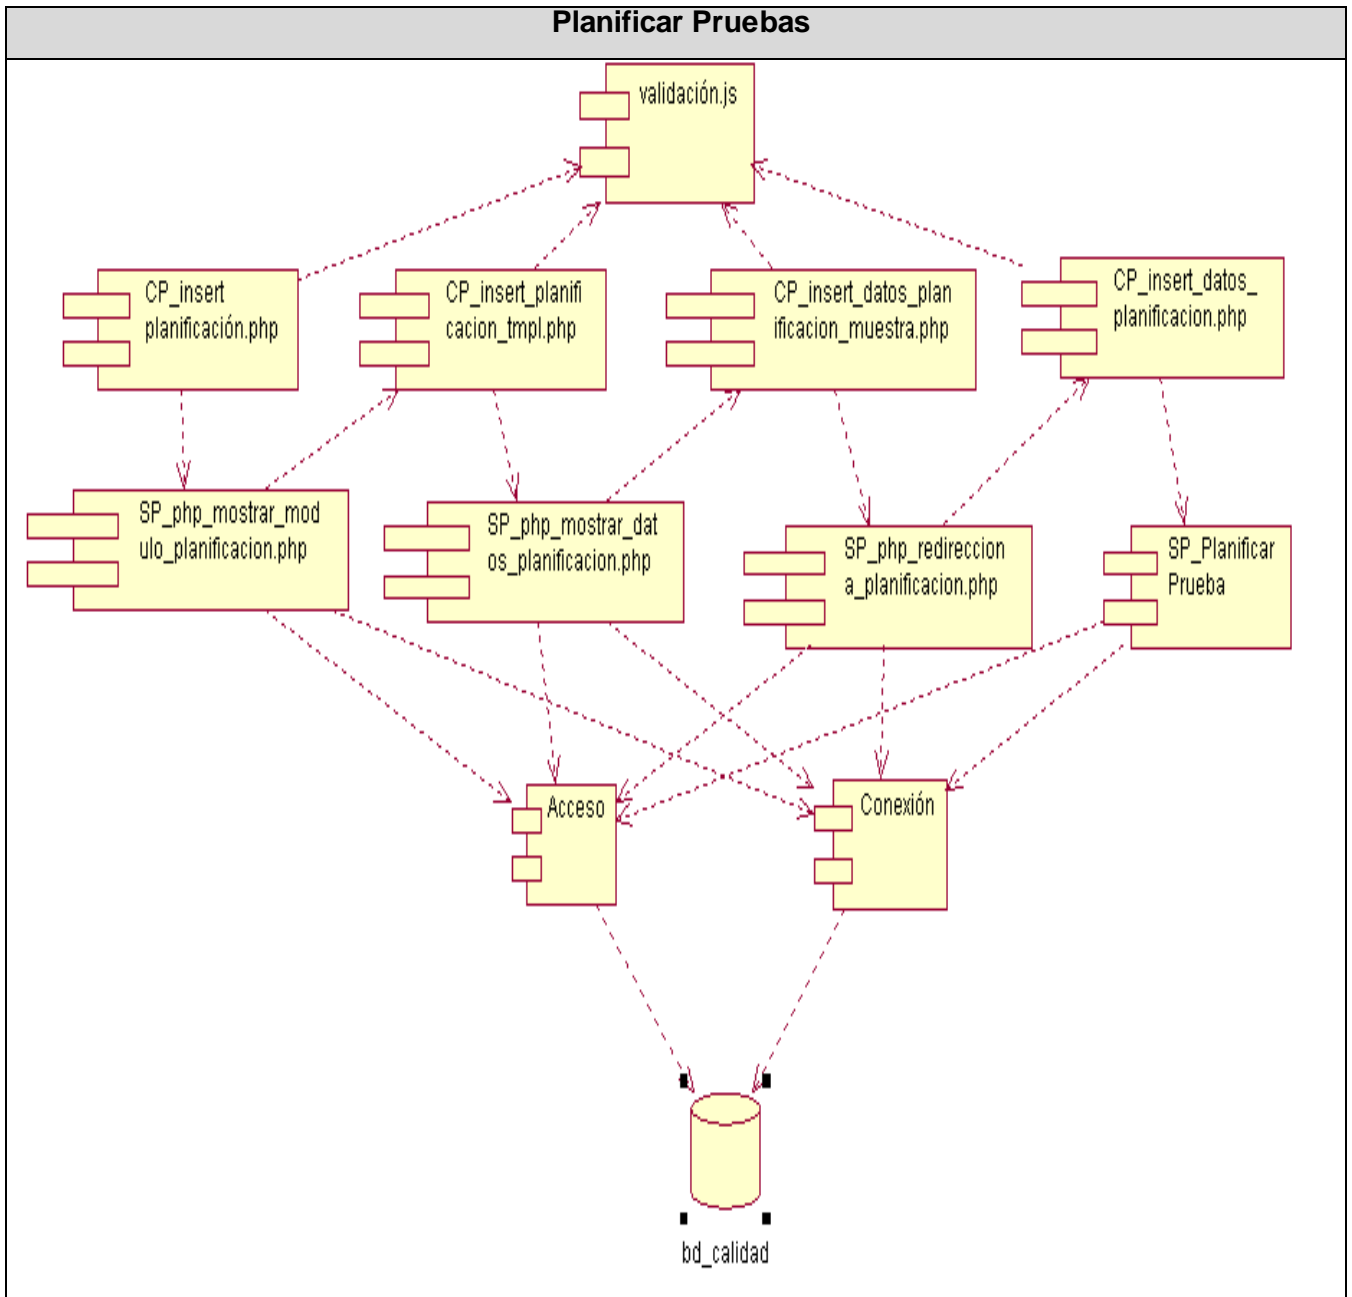 Planificar Pruebas
validación.js
CP_insert
planificación.php
CP_insert_planifi
cacion_tmpl.php
CP_insert_datos_plan
ificacion_muestra.php
CP_insert_datos_
planificacion.php
SP_php_mostrar_mod
ulo_planificacion.php
SP_php_mostrar_dat
os_planificacion.php
SP_php_redireccion
a_planificacion.php
SP_Planificar
Prueba
Acceso
Conexión
bd_calidad